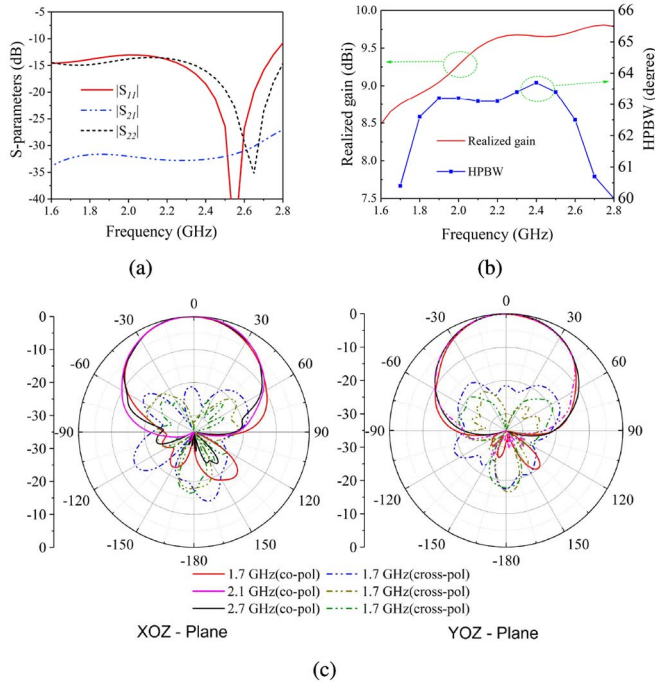 -5
-10
-15
-20
-25
-30
-35
-40
S-parameters (dB)
|S11|
|S21|
|S22|
1.6 1.8 2.0 2.2 2.4 2.6 2.8
Frequency (GHz)
(a)
10.0
9.5
9.0
8.5
8.0
7.5
Realized gain (dBi)
Realized gain
HPBW
66
65
64
63
62
61
60
HPBW (degree)
1.6 1.8 2.0 2.2 2.4 2.6 2.8
Frequency (GHz)
(b)
0
-10
-20
-30
-30
-20
-10
0
0
-30 30
-60 60
-90 90
-120 120
-150 150
-180
0
-10
-20
-30
-30
-20
-10
0
0
-30 30
-60 60
-90 90
-120 120
-150 150
-180
1.7 GHz(co-pol) 1.7 GHz(cross-pol)
2.1 GHz(co-pol) 1.7 GHz(cross-pol)
2.7 GHz(co-pol) 1.7 GHz(cross-pol)
XOZ - Plane YOZ - Plane
(c)